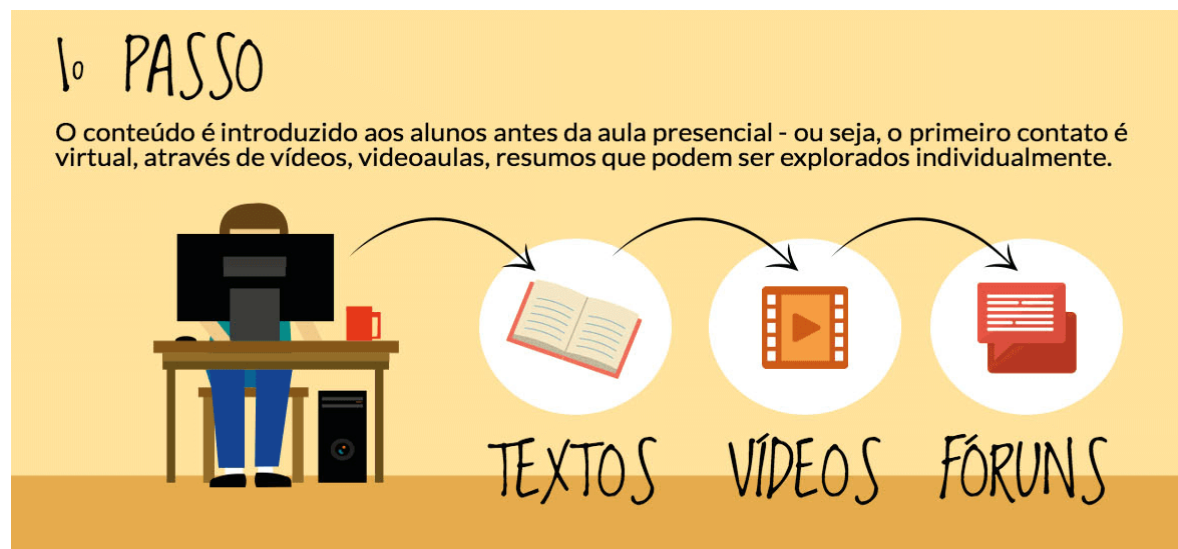 1o PASSO
O conteúdo é introduzido aos alunos antes da aula presencial - ou seja, o primeiro contato é
virtual, através de vídeos, videoaulas, resumos que podem ser explorados individualmente.
TEXTOS VÍDEOS FÓRUNS